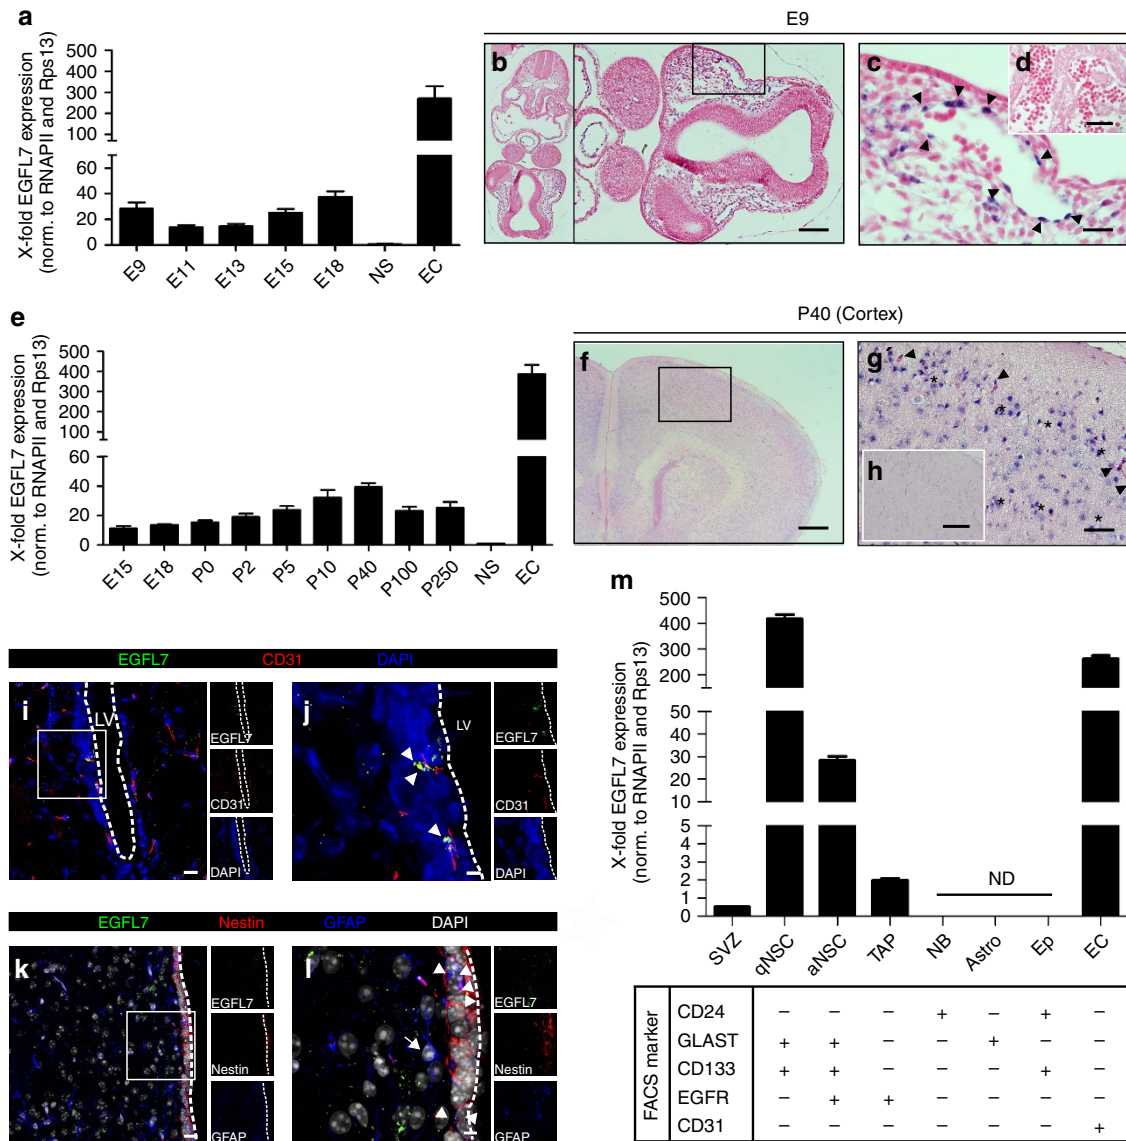 a
X-fold EGFL7 expression
(norm. to RNAPII and Rps13)
500
400
300
200
100
60
40
20
0
E9
E11
E13
E15
E18
NS
EC
E9
b
c
d
e
X-fold EGFL7 expression
(norm. to RNAPII and Rps13)
500
400
300
200
100
60
40
20
0
E15
E18
P0
P2
P5
P10
P40
P100
P250
NS
EC
P40 (Cortex)
f
g
*
*
*
*
*
*
*
*
h
EGFL7 CD31 DAPI
i
LV
EGFL7
CD31
DAPI
j
LV
EGFL7
CD31
DAPI
EGFL7 Nestin GFAP DAPI
k
EGFL7
Nestin
GFAP
l
EGFL7
Nestin
GFAP
m
X-fold EGFL7 expression
(norm. to RNAPII and Rps13)
500
400
300
200
50
40
30
20
10
5
4
3
2
1
0
ND
SVZ
qNSC
aNSC
TAP
NB
Astro
Ep
EC
FACS marker
CD24 – – – + – + –
GLAST + + – – + – –
CD133 + + – – – + –
EGFR – + + – – – –
CD31 – – – – – – +